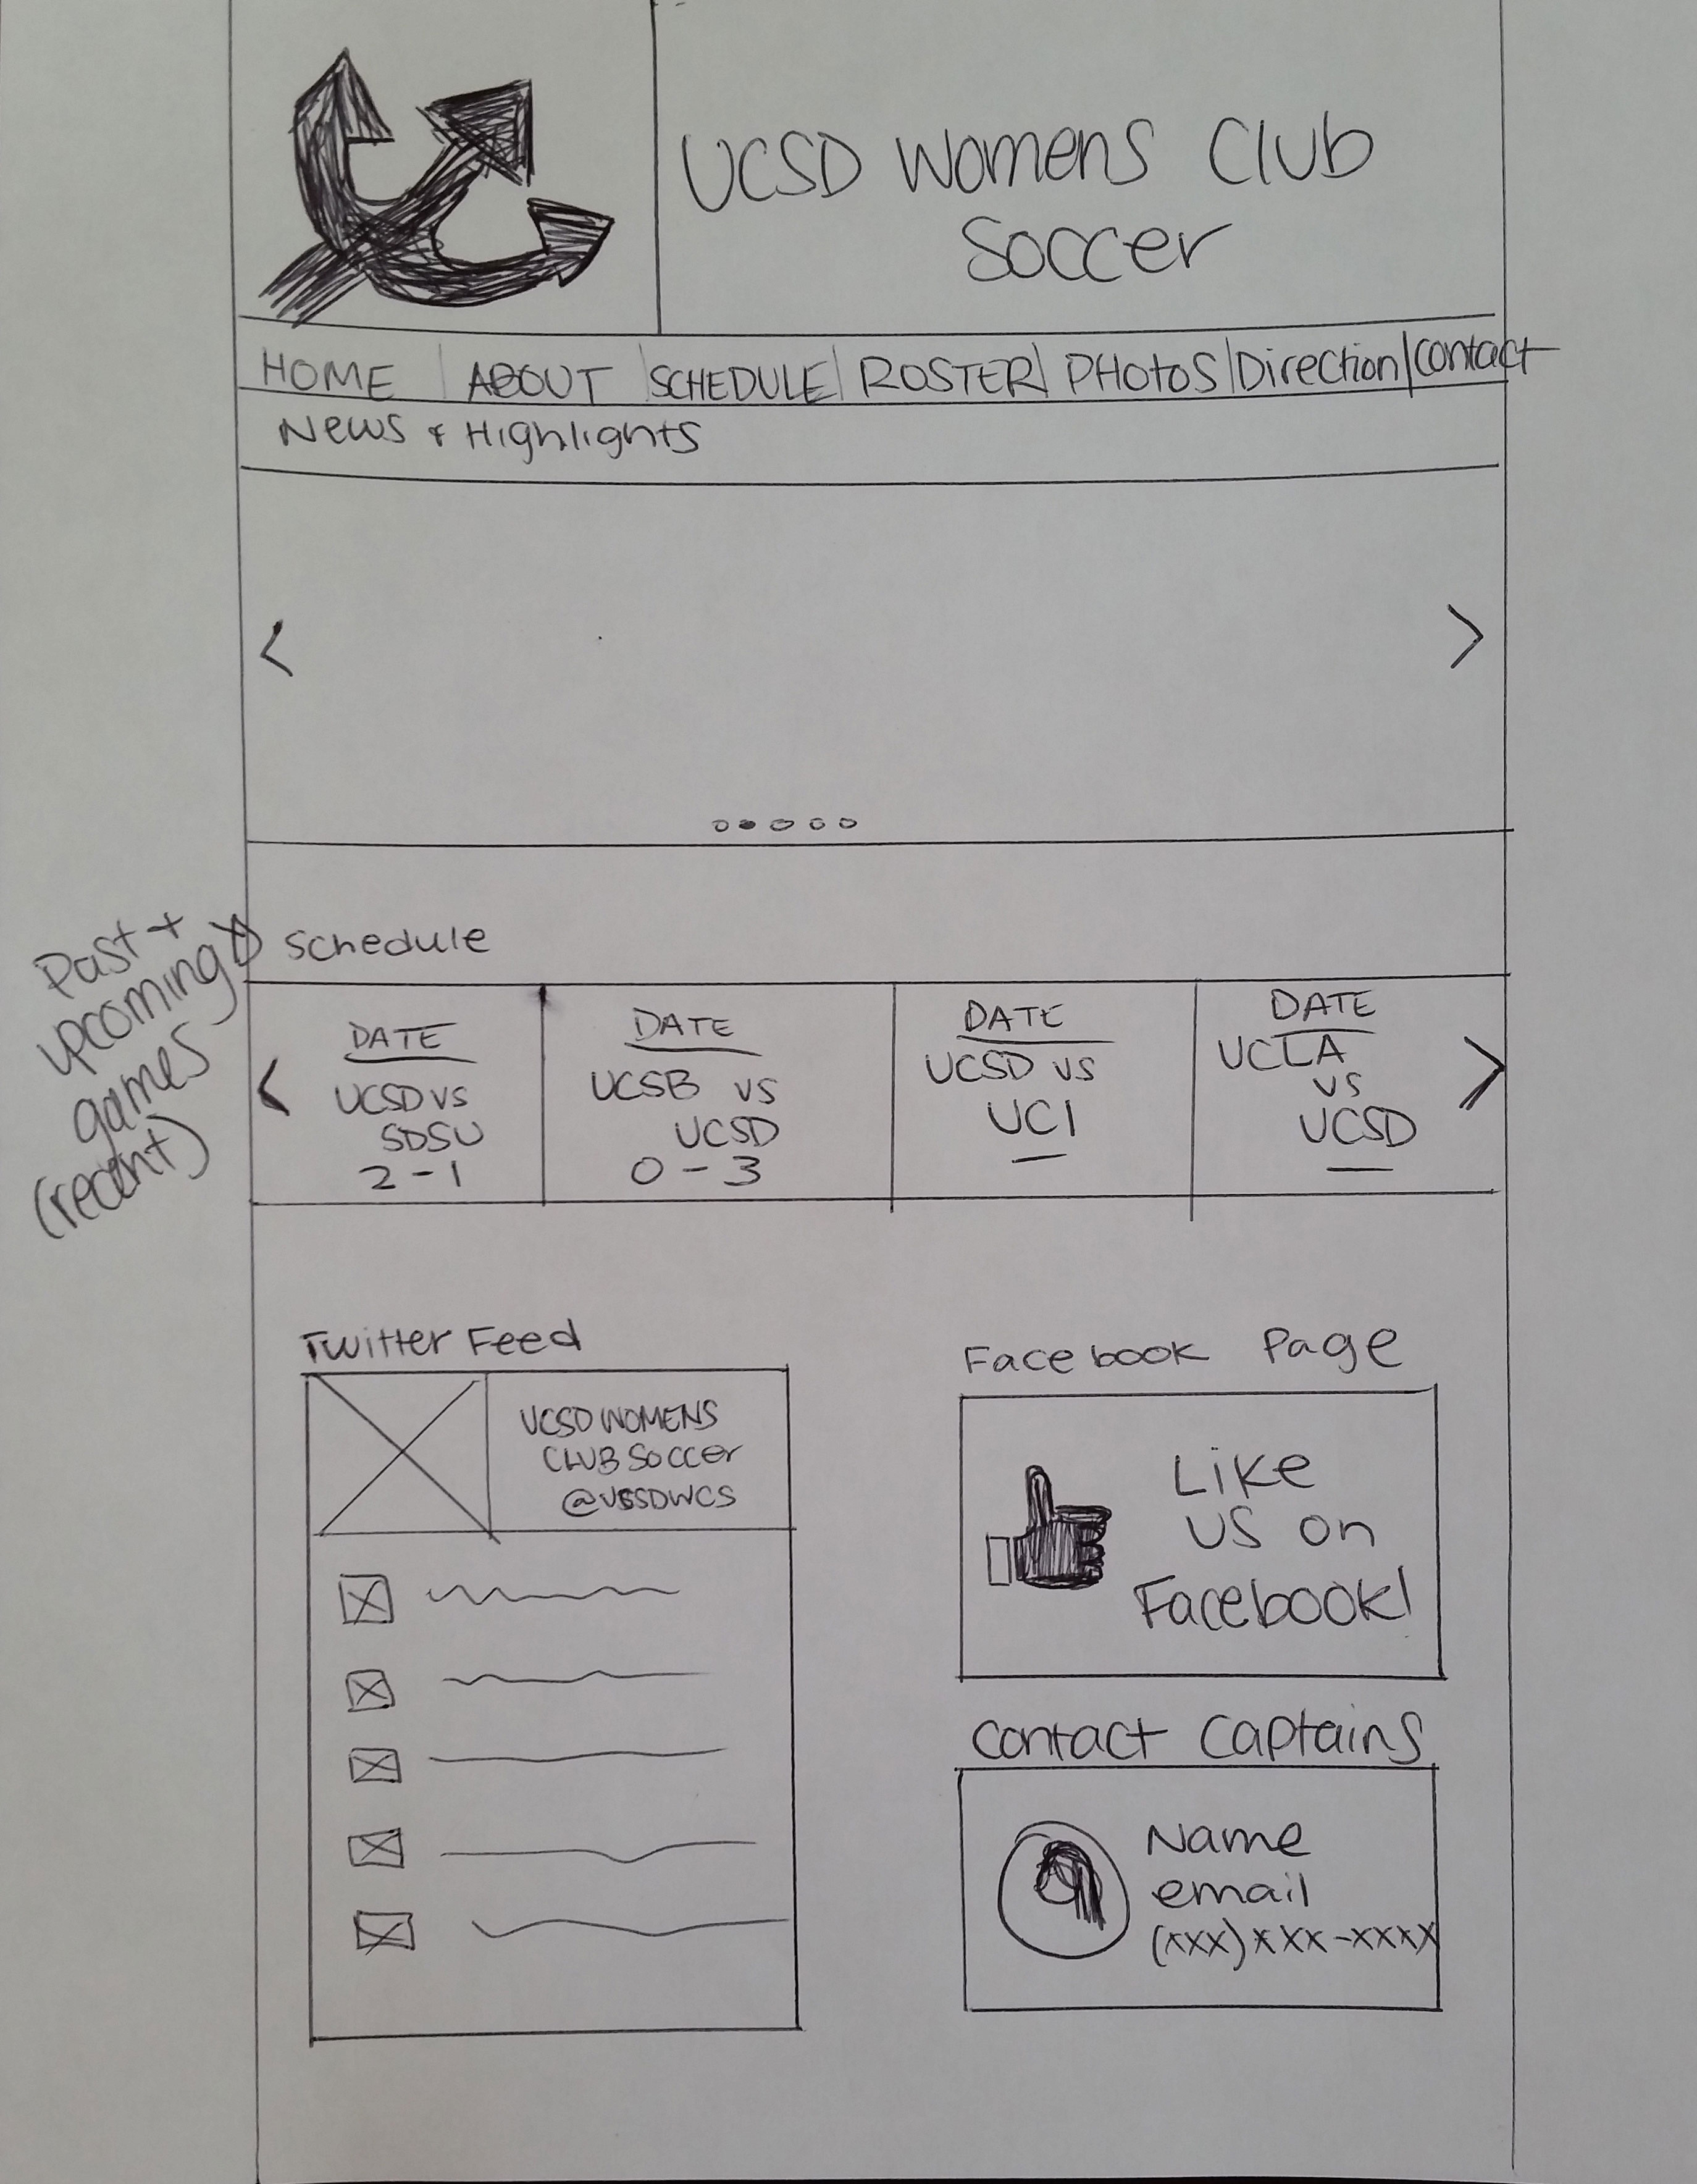 UCSD Womens Club
Soccer
HOME | ABOUT | SCHEDULE | ROSTER | PHOTOS | Direction | contact
News & Highlights
< >
Past +
upcoming
games
(recent)
Schedule
DATE
UCSD VS
SDSU
2 - 1
DATE
UCSB VS
UCSD
0 - 3
DATE
UCSD VS
UCI
—
DATE
UCLA
VS
UCSD
—
< >
Twitter Feed
UCSD WOMENS
CLUB Soccer
Facebook Page
Like
us on
Facebook!
Contact Captains
Name
email
(xxx) xxx-xxxx